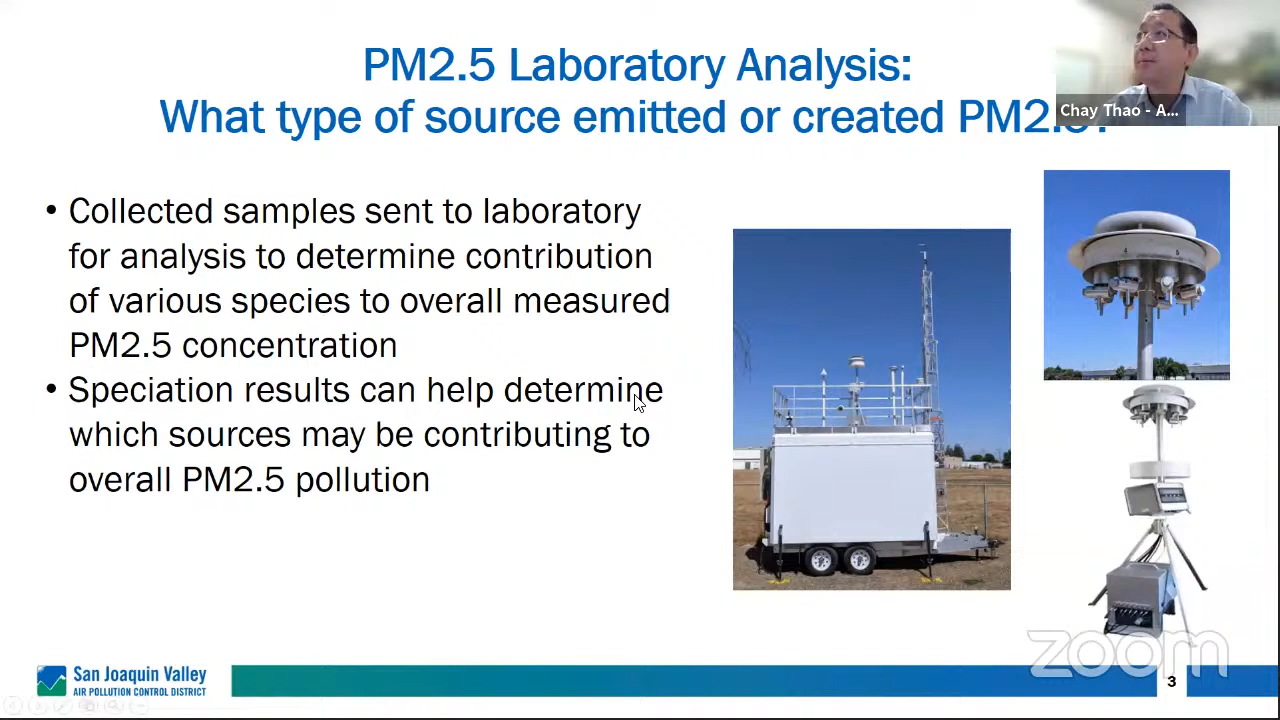 PM2.5 Laboratory Analysis:
What type of source emitted or created PM2.5?
Chay Thao - A...
• Collected samples sent to laboratory
for analysis to determine contribution
of various species to overall measured
PM2.5 concentration
• Speciation results can help determine
which sources may be contributing to
overall PM2.5 pollution
4
5
San Joaquin Valley
AIR POLLUTION CONTROL DISTRICT
zoom
3